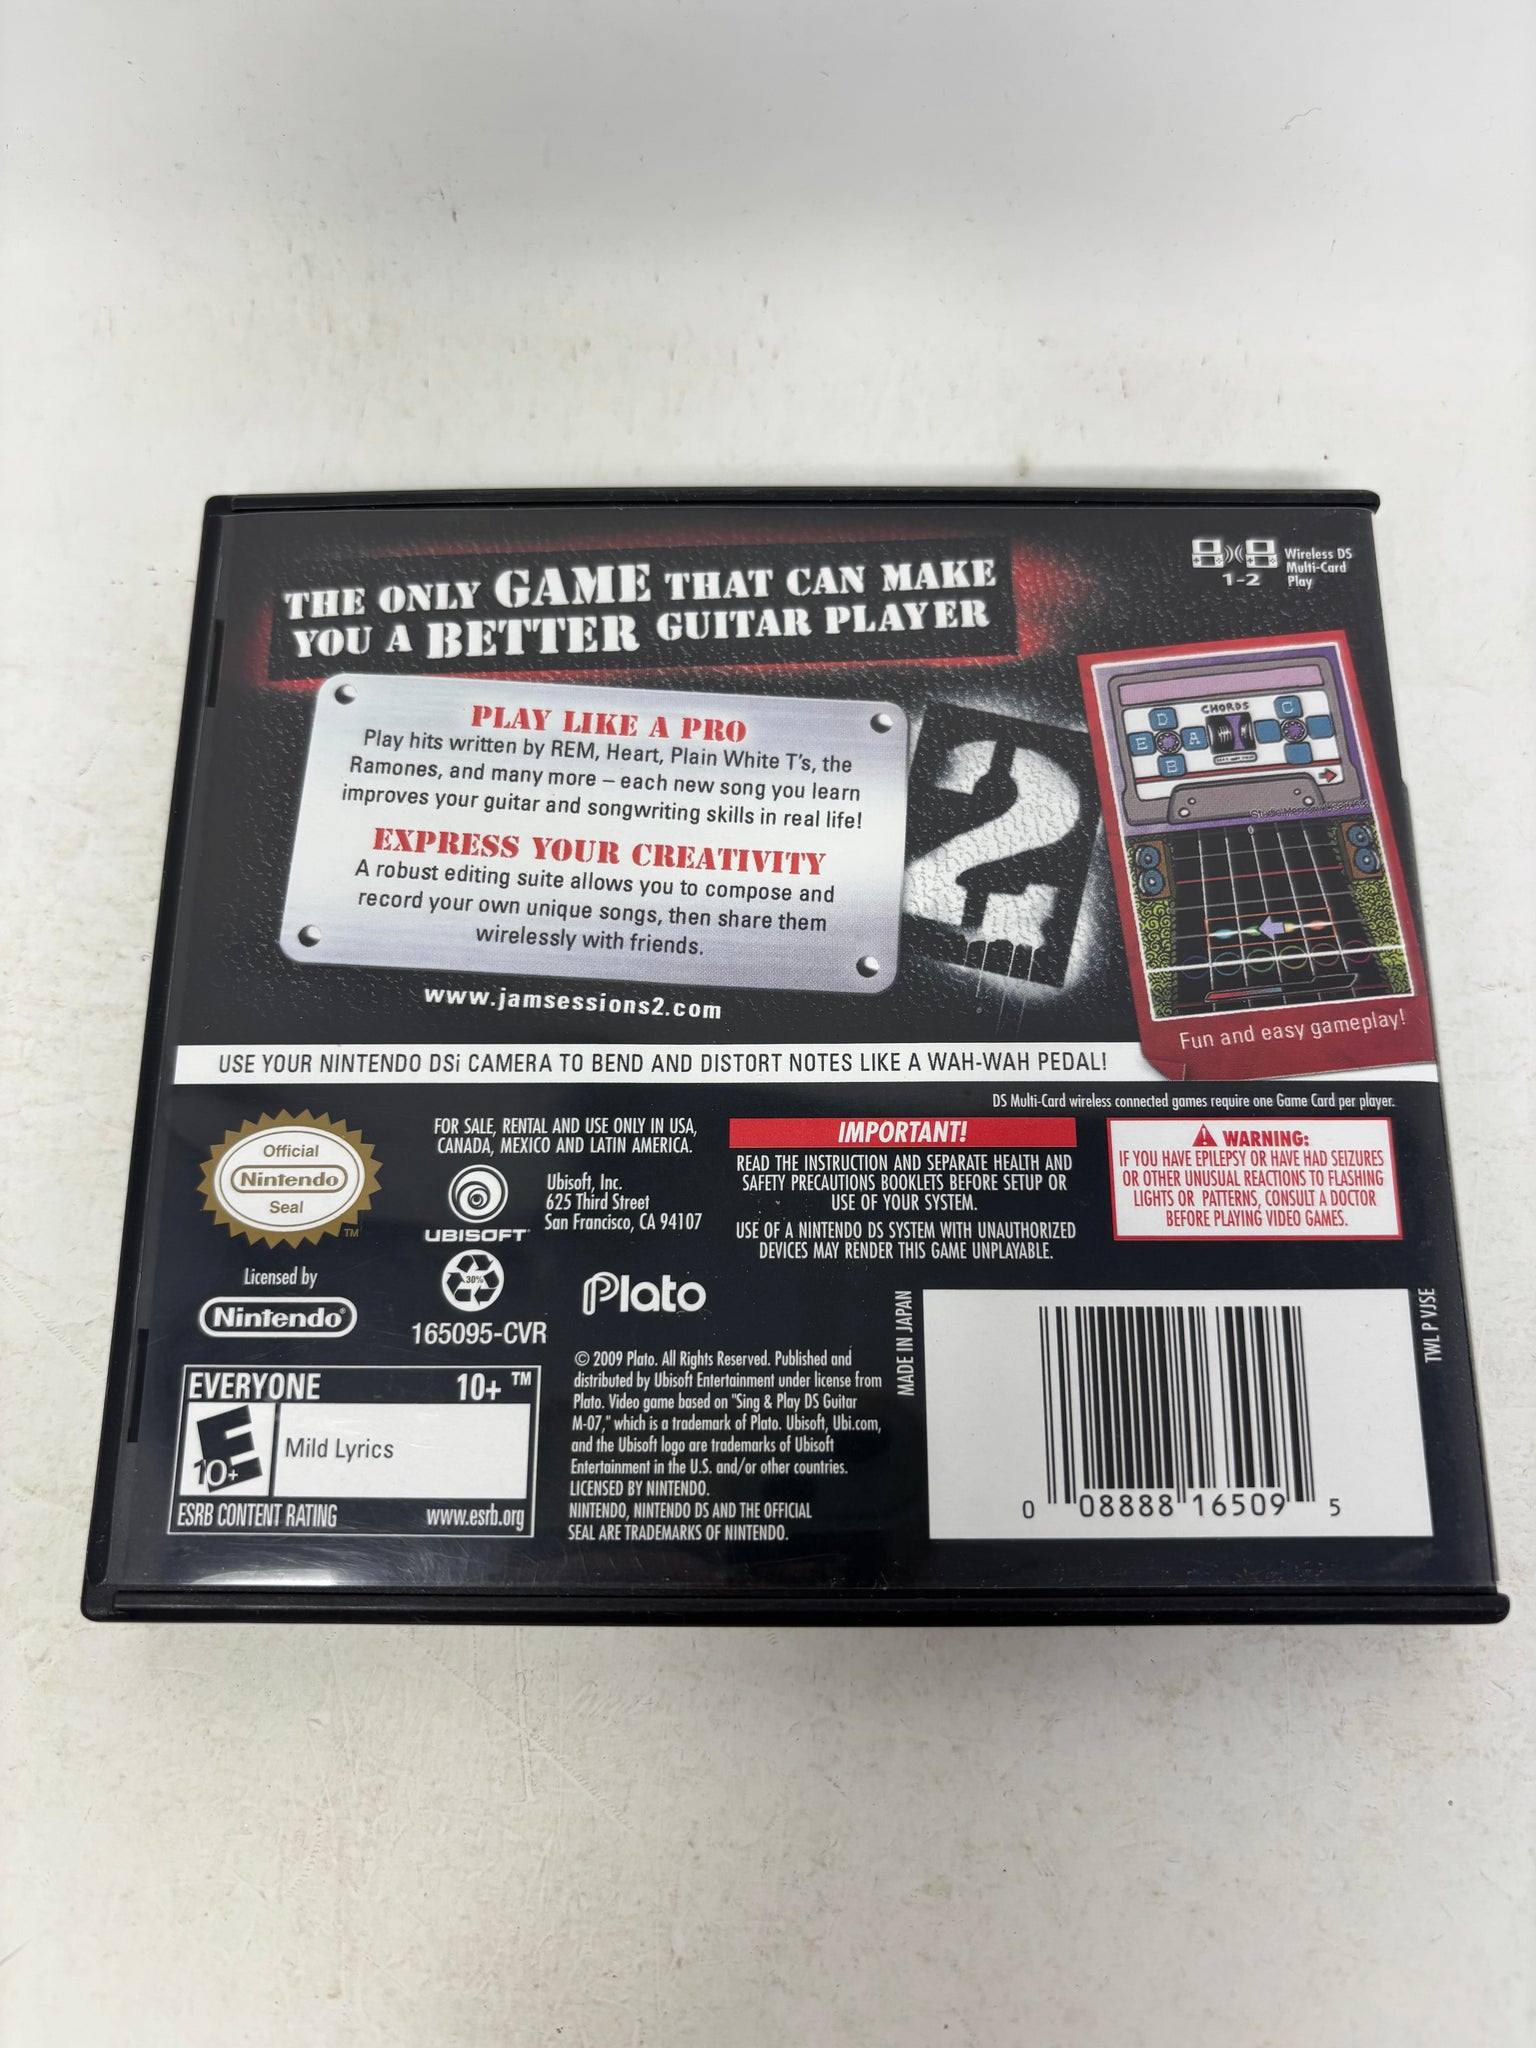 THE ONLY GAME THAT CAN MAKE
YOU A BETTER GUITAR PLAYER
1-2
Wireless DS
Multi-Card
Play
PLAY LIKE A PRO
Play hits written by REM, Heart, Plain White T's, the
Ramones, and many more – each new song you learn
improves your guitar and songwriting skills in real life!
EXPRESS YOUR CREATIVITY
A robust editing suite allows you to compose and
record your own unique songs, then share them
wirelessly with friends.
www.jamsessions2.com
2
CHORDS
D
E
A
B
C
0
Fun and easy gameplay!
USE YOUR NINTENDO DSi CAMERA TO BEND AND DISTORT NOTES LIKE A WAH-WAH PEDAL!
DS Multi-Card wireless connected games require one Game Card per player.
Official
Nintendo
Seal
TM
Licensed by
Nintendo®
FOR SALE, RENTAL AND USE ONLY IN USA,
CANADA, MEXICO AND LATIN AMERICA.
UBISOFT
Ubisoft, Inc.
625 Third Street
San Francisco, CA 94107
30%
165095-CVR
Plato
IMPORTANT!
READ THE INSTRUCTION AND SEPARATE HEALTH AND
SAFETY PRECAUTIONS BOOKLETS BEFORE SETUP OR
USE OF YOUR SYSTEM.
USE OF A NINTENDO DS SYSTEM WITH UNAUTHORIZED
DEVICES MAY RENDER THIS GAME UNPLAYABLE.
WARNING:
IF YOU HAVE EPILEPSY OR HAVE HAD SEIZURES
OR OTHER UNUSUAL REACTIONS TO FLASHING
LIGHTS OR PATTERNS, CONSULT A DOCTOR
BEFORE PLAYING VIDEO GAMES.
EVERYONE 10+ ™
E
10+
Mild Lyrics
ESRB CONTENT RATING www.esrb.org
© 2009 Plato. All Rights Reserved. Published and
distributed by Ubisoft Entertainment under license from
Plato. Video game based on "Sing & Play DS Guitar
M-07," which is a trademark of Plato. Ubisoft, Ubi.com,
and the Ubisoft logo are trademarks of Ubisoft
Entertainment in the U.S. and/or other countries.
LICENSED BY NINTENDO.
NINTENDO, NINTENDO DS AND THE OFFICIAL
SEAL ARE TRADEMARKS OF NINTENDO.
MADE IN JAPAN
0 08888 16509 5
TWL P VJSE